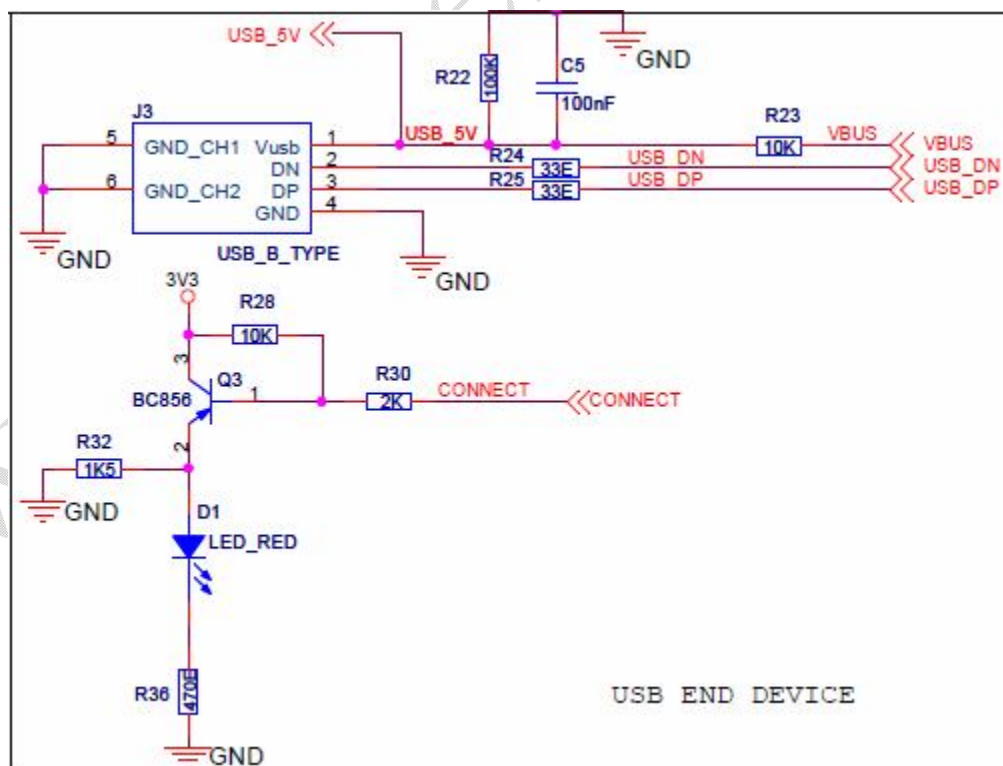 USB_5V
GND
R22
100K
C5
100nF
J3
R23
5
GND_CH1
Vusb
1
USB_5V
10K
VBUS
VBUS
DN
2
R24
33E
USB_DN
USB_DN
6
GND_CH2
DP
3
R25
33E
USB_DP
USB_DP
GND
4
GND
USB_B_TYPE
GND
3V3
R28
10K
3
Q3
BC856
1
R30
2K
CONNECT
CONNECT
2
R32
1K5
GND
D1
LED_RED
R36
470E
USB END DEVICE
GND